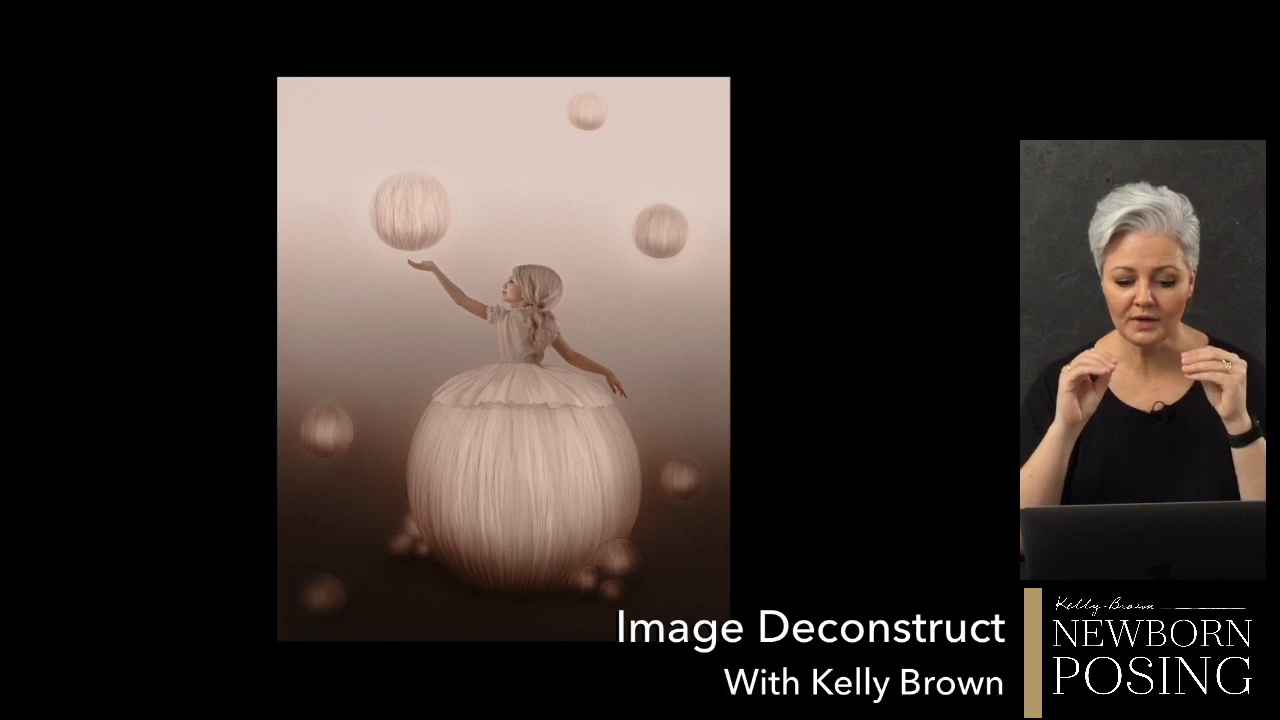 Image Deconstruct
With Kelly Brown
Kelly Brown
NEWBORN
POSING